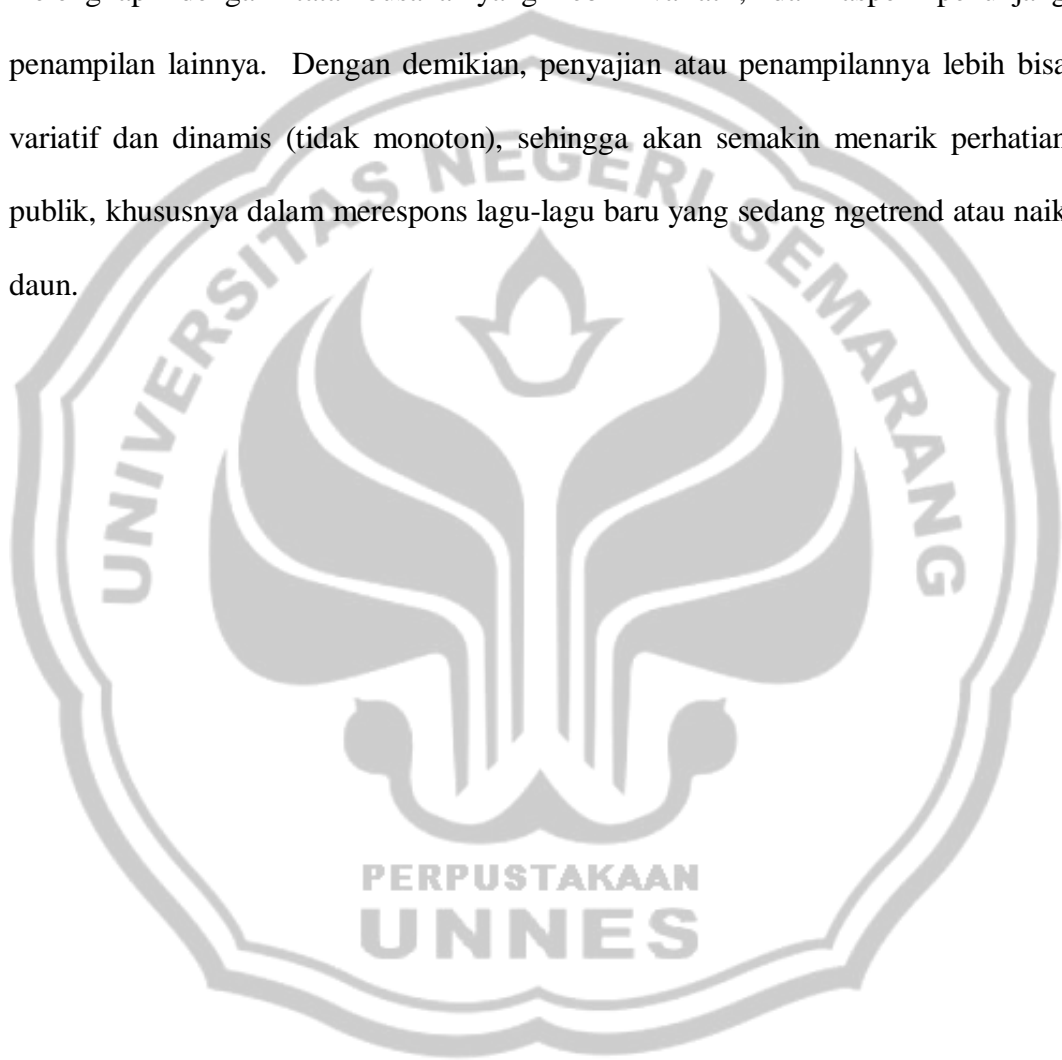 penampilan lainnya. Dengan demikian, penyajian atau penampilannya lebih bisa
variatif dan dinamis (tidak monoton), sehingga akan semakin menarik perhatian
publik, khususnya dalam merespons lagu-lagu baru yang sedang ngetrend atau naik
daun.
UNIVERSITAS NEGERI SEMARANG
PERPUSTAKAAN
UNNES